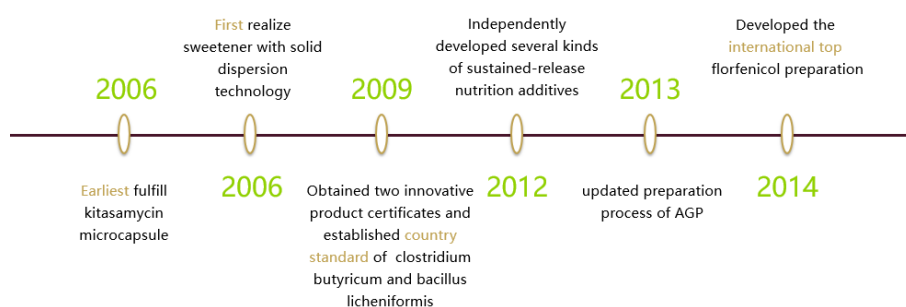 2006
Earliest fulfill
kitasamycin
microcapsule
First realize
sweetener with solid
dispersion
technology
2006
2009
Obtained two innovative
product certificates and
established country
standard of clostridium
butyricum and bacillus
licheniformis
Independently
developed several kinds
of sustained-release
nutrition additives
2012
2013
updated preparation
process of AGP
Developed the
international top
florfenicol preparation
2014